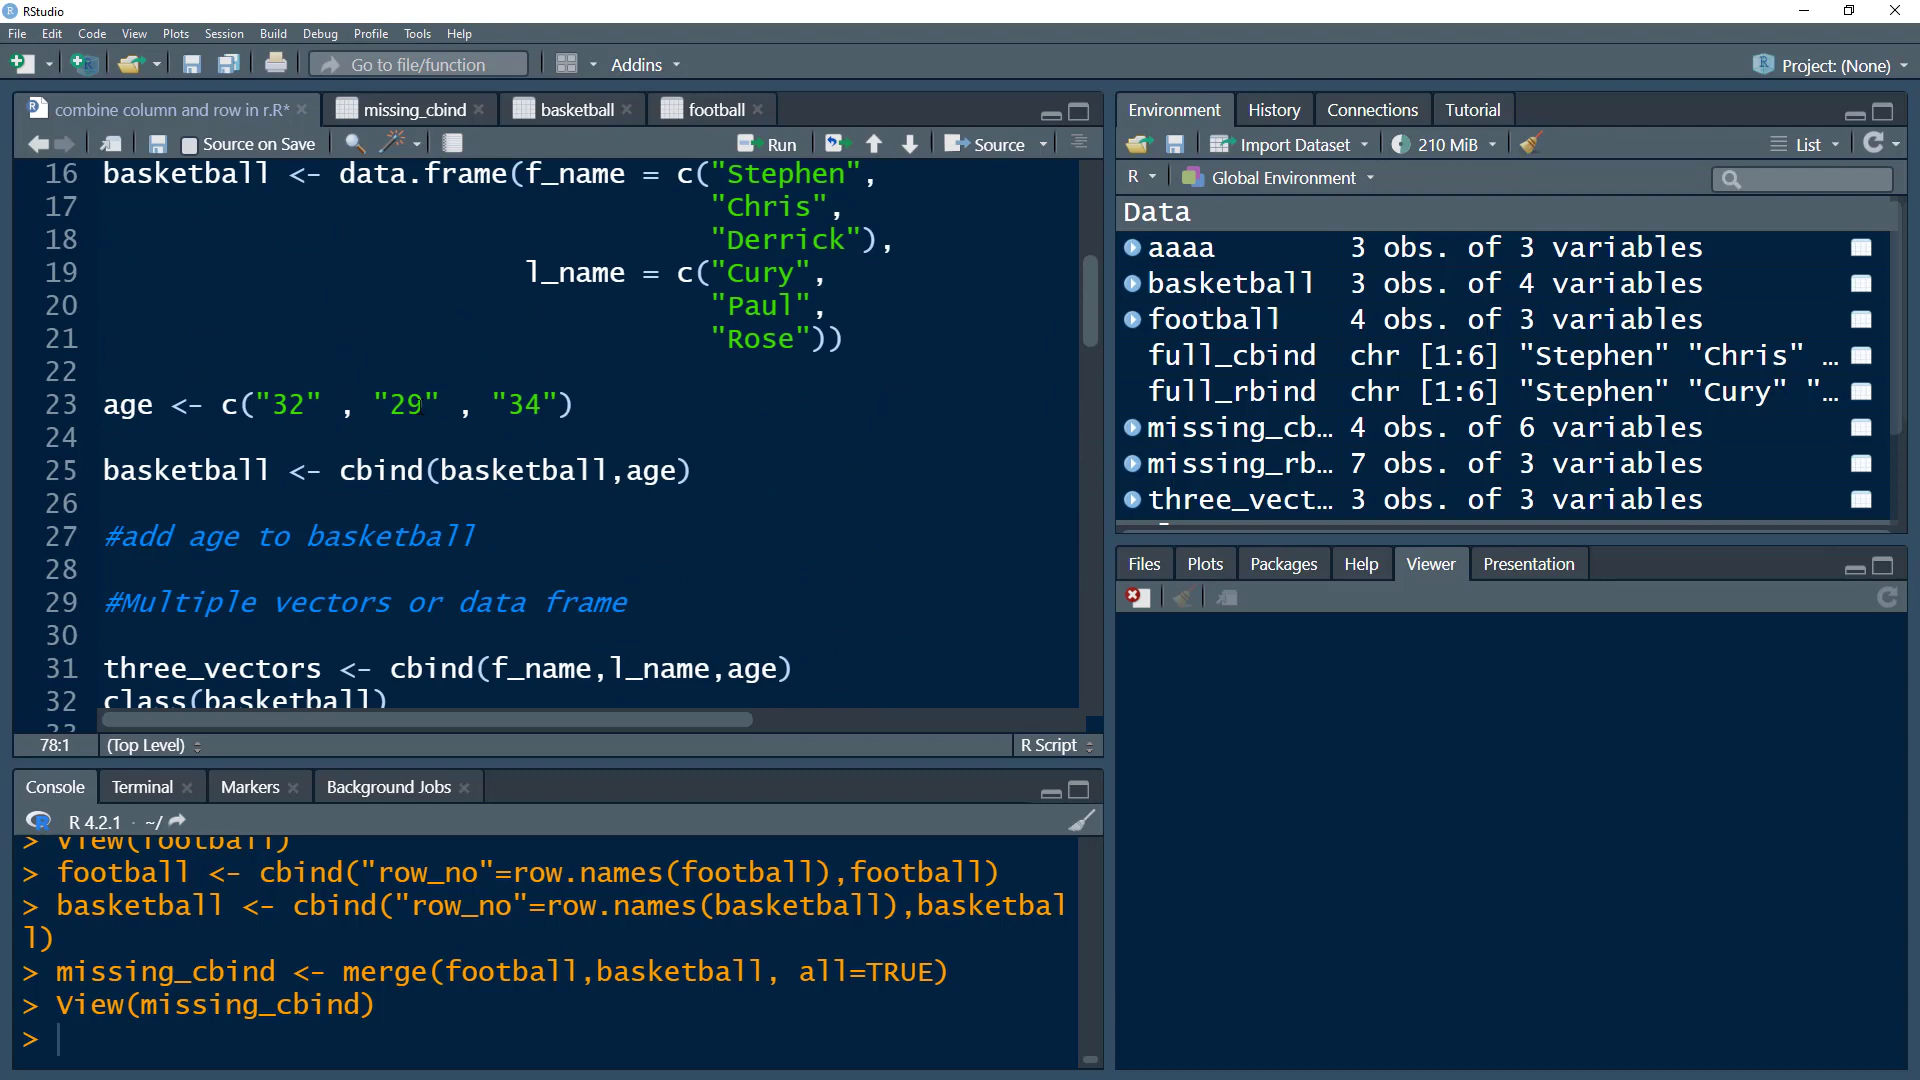 RStudio
File Edit Code View Plots Session Build Debug Profile Tools Help
Go to file/function Addins Project: (None)
combine column and row in r.R* missing_cbind basketball football
Source on Save Run Source
16 basketball <- data.frame(f_name = c("Stephen",
17 "Chris",
18 "Derrick"),
19 l_name = c("Cury",
20 "Paul",
21 "Rose"))
22
23 age <- c("32" , "29" , "34")
24
25 basketball <- cbind(basketball,age)
26
27 #add age to basketball
28
29 #Multiple vectors or data frame
30
31 three_vectors <- cbind(f_name,l_name,age)
32 class(basketball)
33
78:1 (Top Level) R Script
Console Terminal Markers Background Jobs
R 4.2.1 · ~/
> View(football)
> football <- cbind("row_no"=row.names(football),football)
> basketball <- cbind("row_no"=row.names(basketball),basketbal
l)
> missing_cbind <- merge(football,basketball, all=TRUE)
> View(missing_cbind)
>
Environment History Connections Tutorial
Import Dataset 210 MiB List
R Global Environment
Data
aaaa 3 obs. of 3 variables
basketball 3 obs. of 4 variables
football 4 obs. of 3 variables
full_cbind chr [1:6] "Stephen" "Chris" …
full_rbind chr [1:6] "Stephen" "Cury" "…
missing_cb… 4 obs. of 6 variables
missing_rb… 7 obs. of 3 variables
three_vect… 3 obs. of 3 variables
Files Plots Packages Help Viewer Presentation